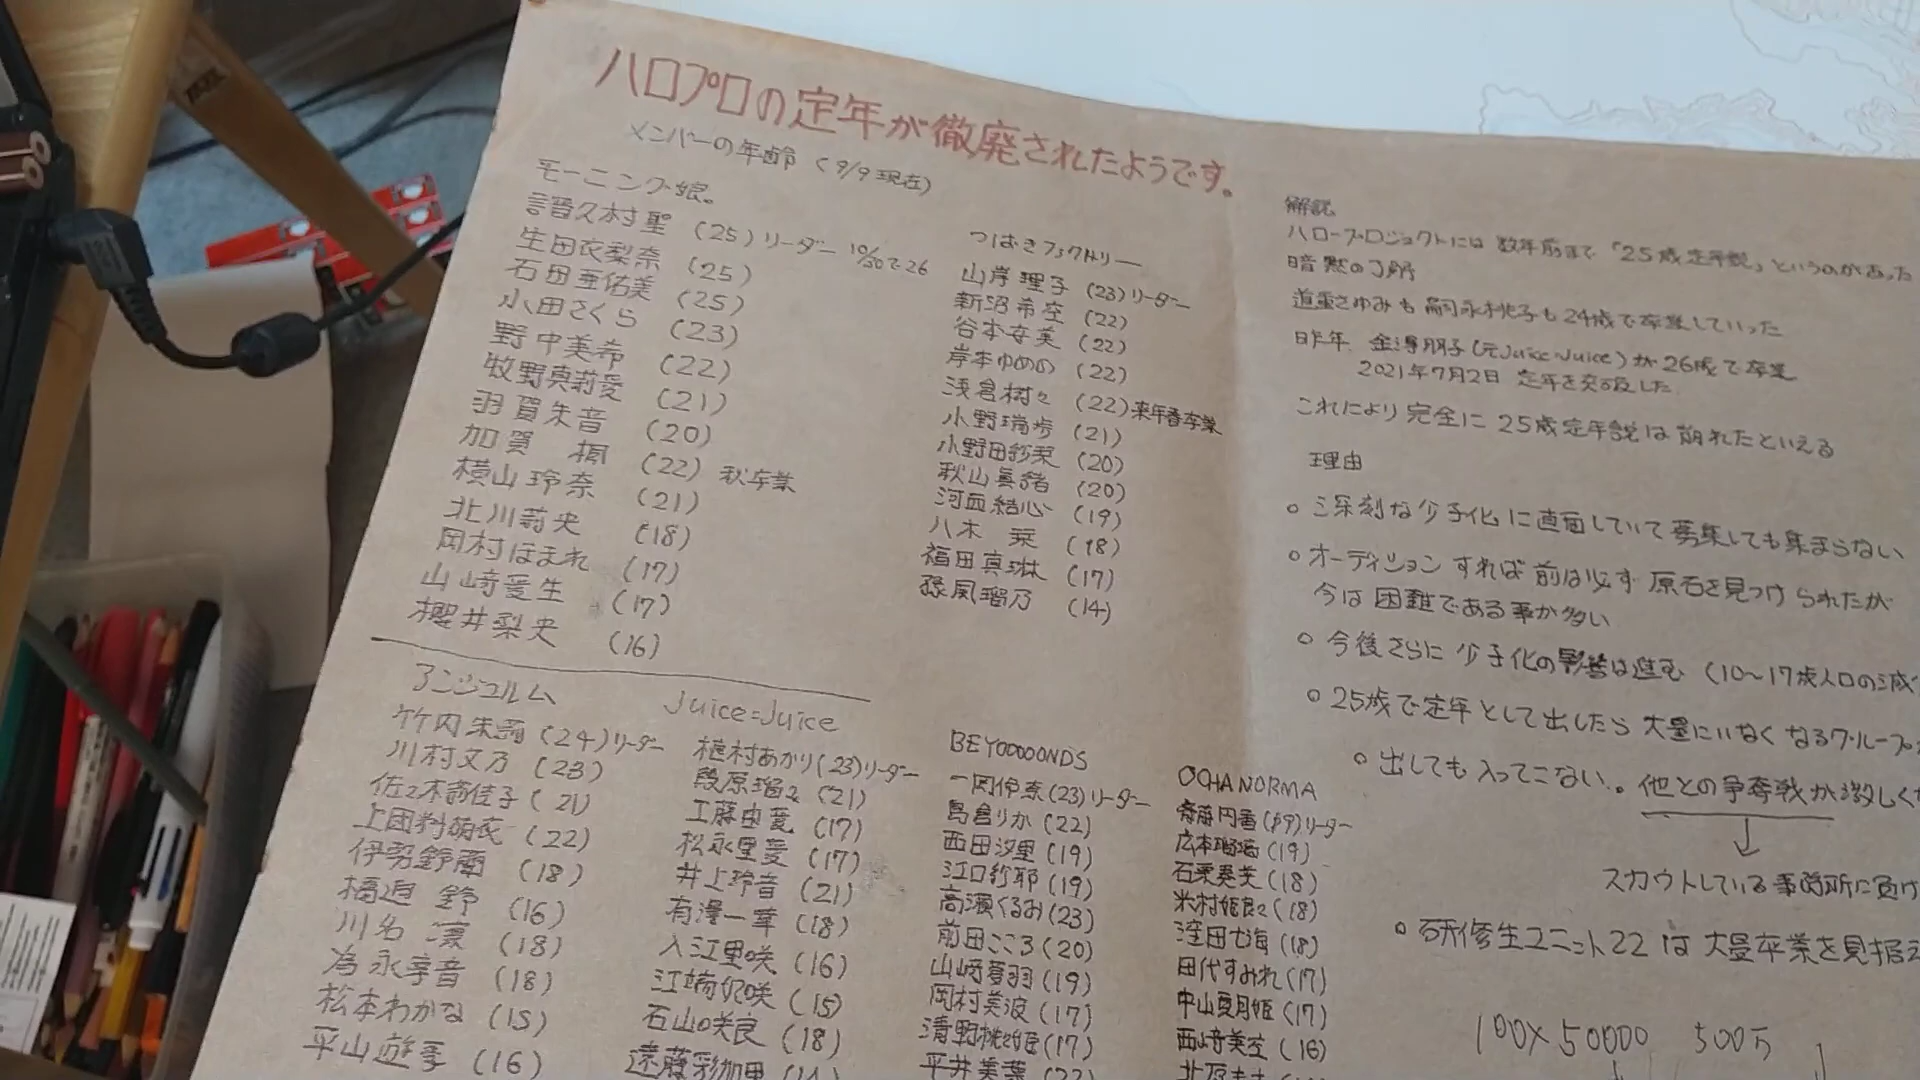 ハロプロの定年が徹廃されたようです。
メンバーの年齢（9/9現在）
モーニング娘。
譜久村聖（25）リーダー 10/30で26
生田衣梨奈（25）
石田亜佑美（25）
小田さくら（23）
野中美希（22）
牧野真莉愛（21）
羽賀朱音（20）
加賀 楓（22）秋卒業
横山玲奈（21）
北川莉央（18）
岡村ほまれ（17）
山﨑愛生（17）
櫻井梨央（16）
つばきファクトリー
山岸理子（23）リーダー
新沼希空（22）
谷本安美（22）
岸本ゆめの（22）
浅倉樹々（22）来年春卒業
小野瑞歩（21）
小野田紗栞（20）
秋山眞緒（20）
河西結心（19）
八木 栞（18）
福田真琳（17）
豫風瑠乃（14）
アンジュルム
竹内朱莉（24）リーダー
川村文乃（23）
佐々木莉佳子（21）
上國料萌衣（22）
伊勢鈴蘭（18）
橋迫 鈴（16）
川名 凜（18）
為永幸音（18）
松本わかな（15）
平山遊季（16）
Juice=Juice
植村あかり（23）リーダー
段原瑠々（21）
工藤由愛（17）
松永里愛（17）
井上玲音（21）
有澤一華（18）
入江里咲（16）
江端妃咲（15）
石山咲良（18）
遠藤彩加里
BEYOOOOONDS
一岡伶奈（23）リーダー
島倉りか（22）
西田汐里（19）
江口紗耶（19）
高瀬くるみ（23）
前田こころ（20）
山﨑夢羽（19）
岡村美波（17）
清野桃々姫（17）
平井美葉（22）
OCHA NORMA
斉藤円香（19）リーダー
広本瑠璃（19）
石栗奏美（18）
米村姫良々（18）
窪田七海（18）
田代すみれ（17）
中山夏月姫（17）
西﨑美空（16）
北原もも
解説
ハロープロジェクトには 数年前まで「25歳定年説」というのがあった
暗黙の了解
道重さゆみも嗣永桃子も24歳で卒業していった
昨年 金澤朋子（元Juice=Juice）が26歳で卒業
2021年7月2日 定年を突破した
これにより完全に25歳定年説は崩れたといえる
理由
○深刻な少子化に直面していて募集しても集まらない
○オーディションすれば前は必ず原石を見つけられたが
今は困難である事が多い
○今後さらに少子化の影響は進む（10〜17歳人口の減
○25歳で定年として出したら大量にいなくなるグループ
○出しても入ってこない。他との争奪戦が激しく
↓
スカウトしている事務所に負け
○研修生ユニット22は大量卒業を見据え
100×50000 500万